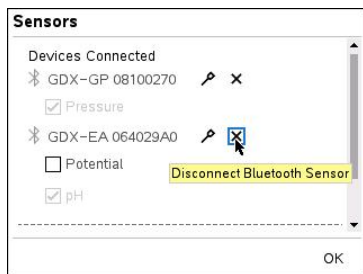 Sensors
Devices Connected
GDX-GP 08100270
Pressure
GDX-EA 064029A0
Potential
Disconnect Bluetooth Sensor
pH
OK